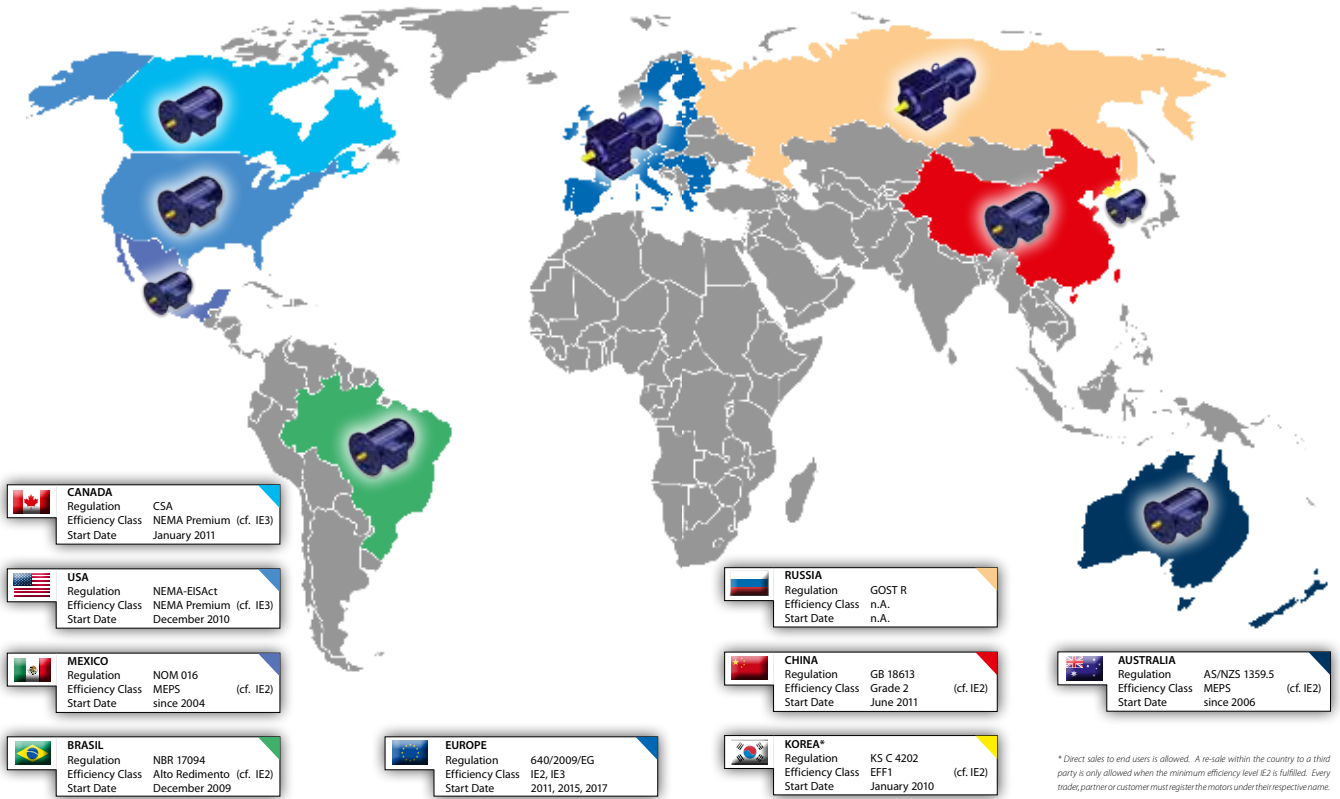 CANADA
Regulation CSA
Efficiency Class NEMA Premium (cf. IE3)
Start Date January 2011
USA
Regulation NEMA-EISAct
Efficiency Class NEMA Premium (cf. IE3)
Start Date December 2010
MEXICO
Regulation NOM 016
Efficiency Class MEPS (cf. IE2)
Start Date since 2004
BRASIL
Regulation NBR 17094
Efficiency Class Alto Redimento (cf. IE2)
Start Date December 2009
EUROPE
Regulation 640/2009/EG
Efficiency Class IE2, IE3
Start Date 2011, 2015, 2017
RUSSIA
Regulation GOST R
Efficiency Class n.A.
Start Date n.A.
CHINA
Regulation GB 18613
Efficiency Class Grade 2 (cf. IE2)
Start Date June 2011
KOREA*
Regulation KS C 4202
Efficiency Class EFF1 (cf. IE2)
Start Date January 2010
AUSTRALIA
Regulation AS/NZS 1359.5
Efficiency Class MEPS (cf. IE2)
Start Date since 2006
* Direct sales to end users is allowed. A re-sale within the country to a third
party is only allowed when the minimum efficiency level IE2 is fulfilled. Every
trader, partner or customer must register the motors under their respective name.